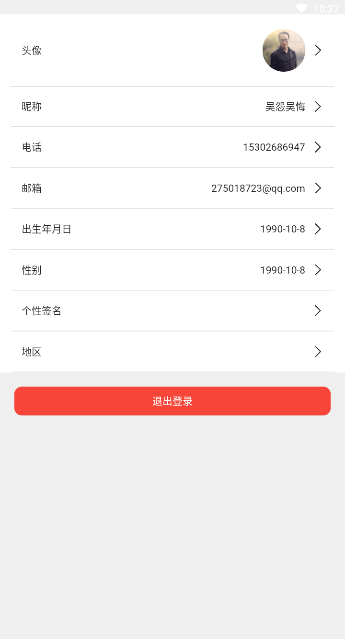 18:27
头像
昵称 吴怨吴悔
电话 15302686947
邮箱 275018723@qq.com
出生年月日 1990-10-8
性别 1990-10-8
个性签名
地区
退出登录